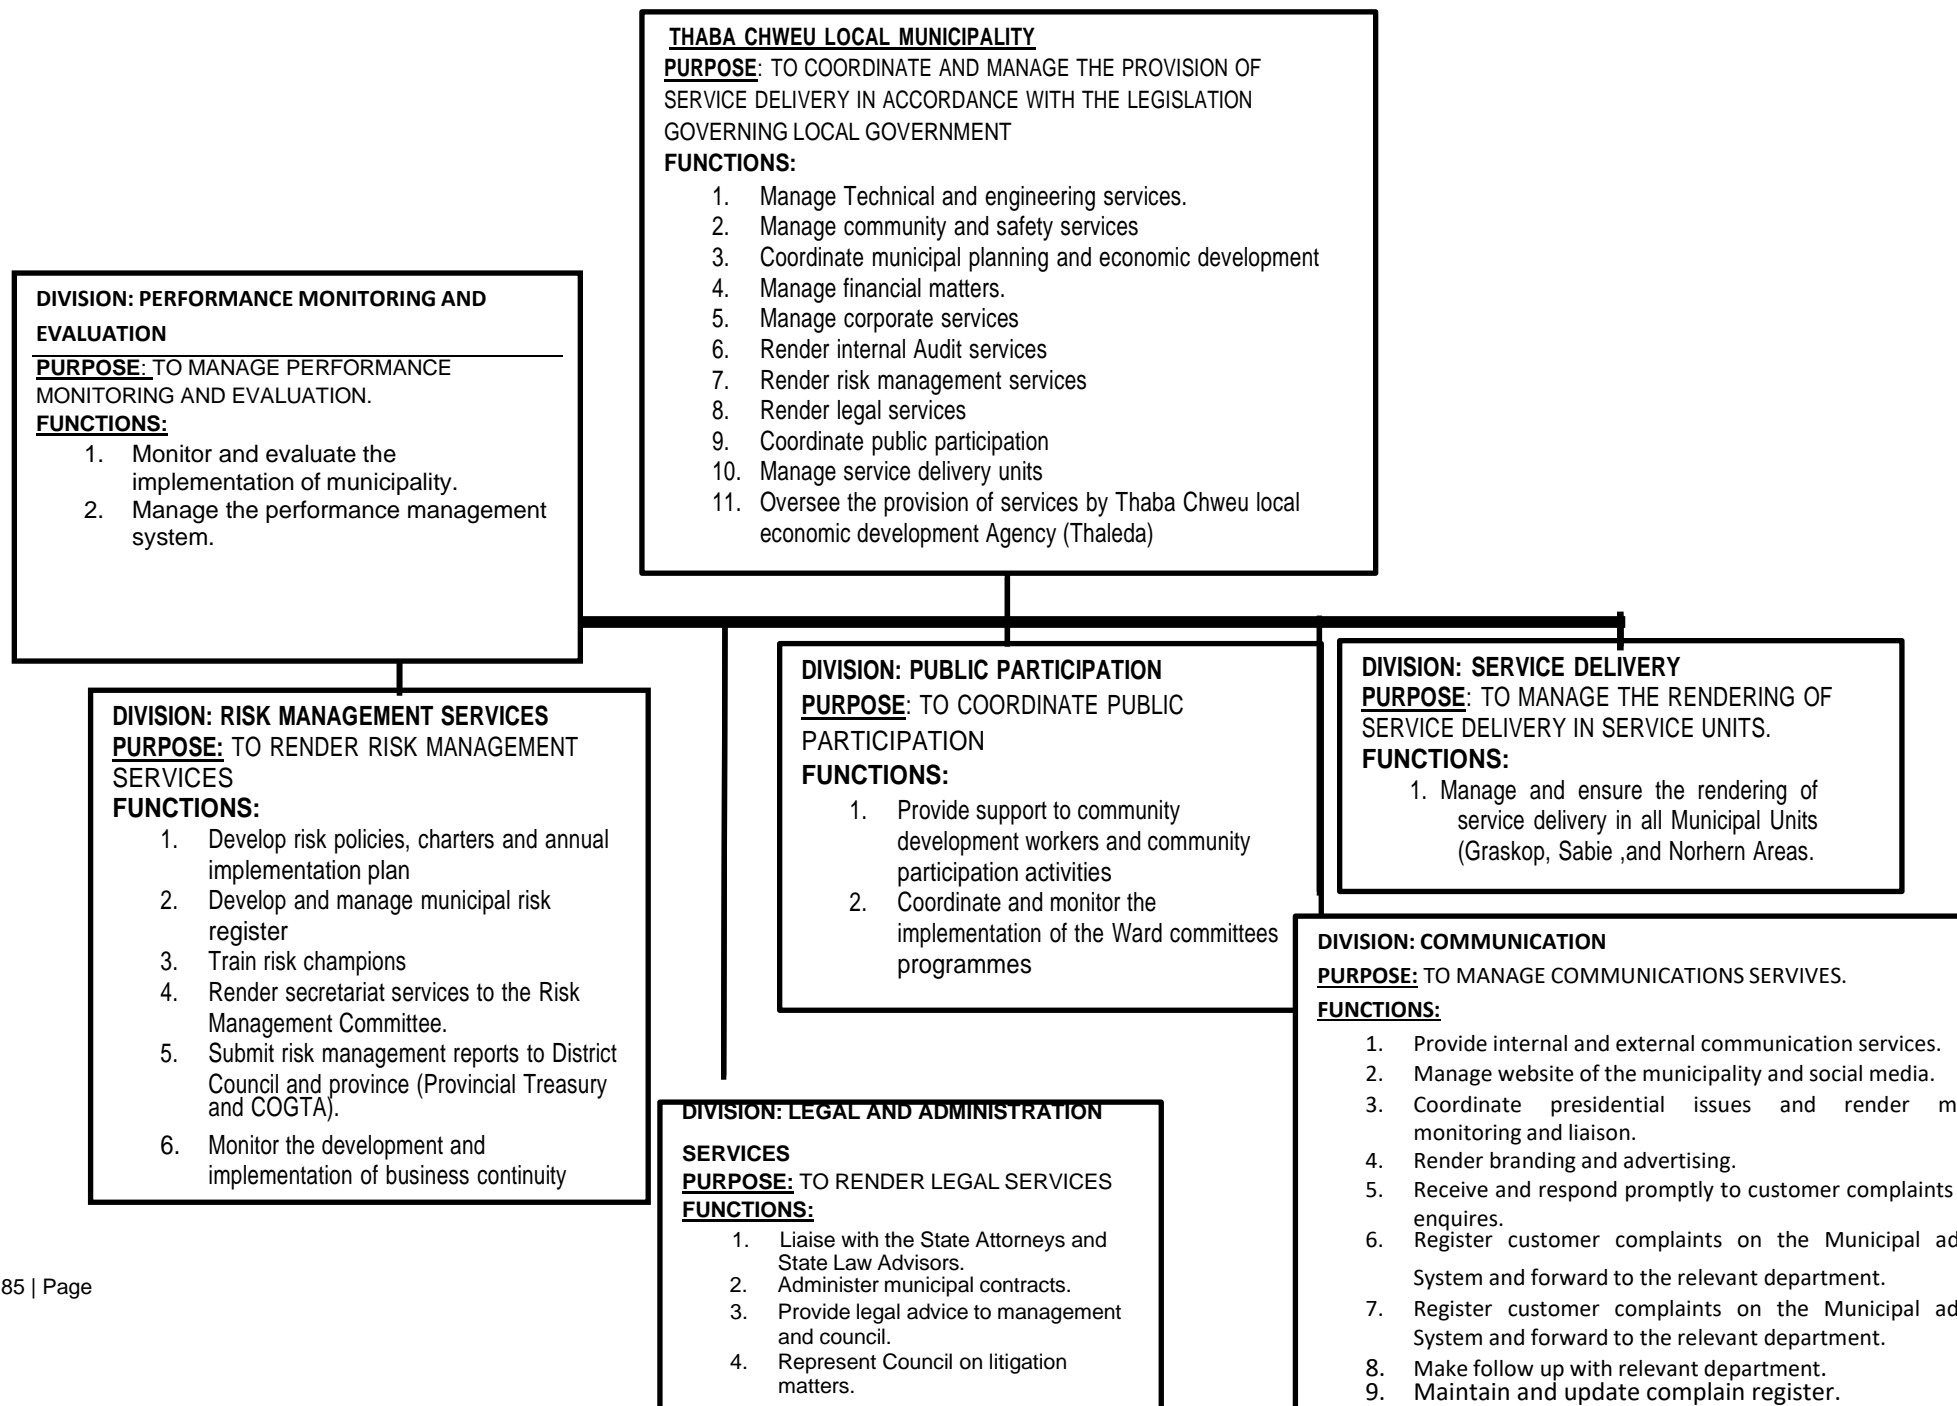 THABA CHWEU LOCAL MUNICIPALITY
PURPOSE: TO COORDINATE AND MANAGE THE PROVISION OF
SERVICE DELIVERY IN ACCORDANCE WITH THE LEGISLATION
GOVERNING LOCAL GOVERNMENT
FUNCTIONS:
1. Manage Technical and engineering services.
2. Manage community and safety services
3. Coordinate municipal planning and economic development
4. Manage financial matters.
5. Manage corporate services
6. Render internal Audit services
7. Render risk management services
8. Render legal services
9. Coordinate public participation
10. Manage service delivery units
11. Oversee the provision of services by Thaba Chweu local
economic development Agency (Thaleda)
DIVISION: PERFORMANCE MONITORING AND
EVALUATION
PURPOSE: TO MANAGE PERFORMANCE
MONITORING AND EVALUATION.
FUNCTIONS:
1. Monitor and evaluate the
implementation of municipality.
2. Manage the performance management
system.
DIVISION: RISK MANAGEMENT SERVICES
PURPOSE: TO RENDER RISK MANAGEMENT
SERVICES
FUNCTIONS:
1. Develop risk policies, charters and annual
implementation plan
2. Develop and manage municipal risk
register
3. Train risk champions
4. Render secretariat services to the Risk
Management Committee.
5. Submit risk management reports to District
Council and province (Provincial Treasury
and COGTA).
6. Monitor the development and
implementation of business continuity
DIVISION: PUBLIC PARTICIPATION
PURPOSE: TO COORDINATE PUBLIC
PARTICIPATION
FUNCTIONS:
1. Provide support to community
development workers and community
participation activities
2. Coordinate and monitor the
implementation of the Ward committees
programmes
DIVISION: SERVICE DELIVERY
PURPOSE: TO MANAGE THE RENDERING OF
SERVICE DELIVERY IN SERVICE UNITS.
FUNCTIONS:
1. Manage and ensure the rendering of
service delivery in all Municipal Units
(Graskop, Sabie ,and Norhern Areas.
DIVISION: LEGAL AND ADMINISTRATION
SERVICES
PURPOSE: TO RENDER LEGAL SERVICES
FUNCTIONS:
1. Liaise with the State Attorneys and
State Law Advisors.
2. Administer municipal contracts.
3. Provide legal advice to management
and council.
4. Represent Council on litigation
matters.
DIVISION: COMMUNICATION
PURPOSE: TO MANAGE COMMUNICATIONS SERVIVES.
FUNCTIONS:
1. Provide internal and external communication services.
2. Manage website of the municipality and social media.
3. Coordinate presidential issues and render
monitoring and liaison.
4. Render branding and advertising.
5. Receive and respond promptly to customer complaints
enquires.
6. Register customer complaints on the Municipal
System and forward to the relevant department.
7. Register customer complaints on the Municipal
System and forward to the relevant department.
8. Make follow up with relevant department.
9. Maintain and update complain register.
85 | Page